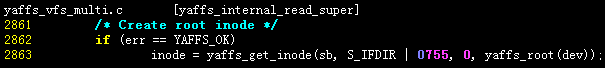 yaffs_vfs_multi.c [yaffs_internal_read_super]
2861 /* Create root inode */
2862 if (err == YAFFS_OK)
2863 inode = yaffs_get_inode(sb, S_IFDIR | 0755, 0, yaffs_root(dev));